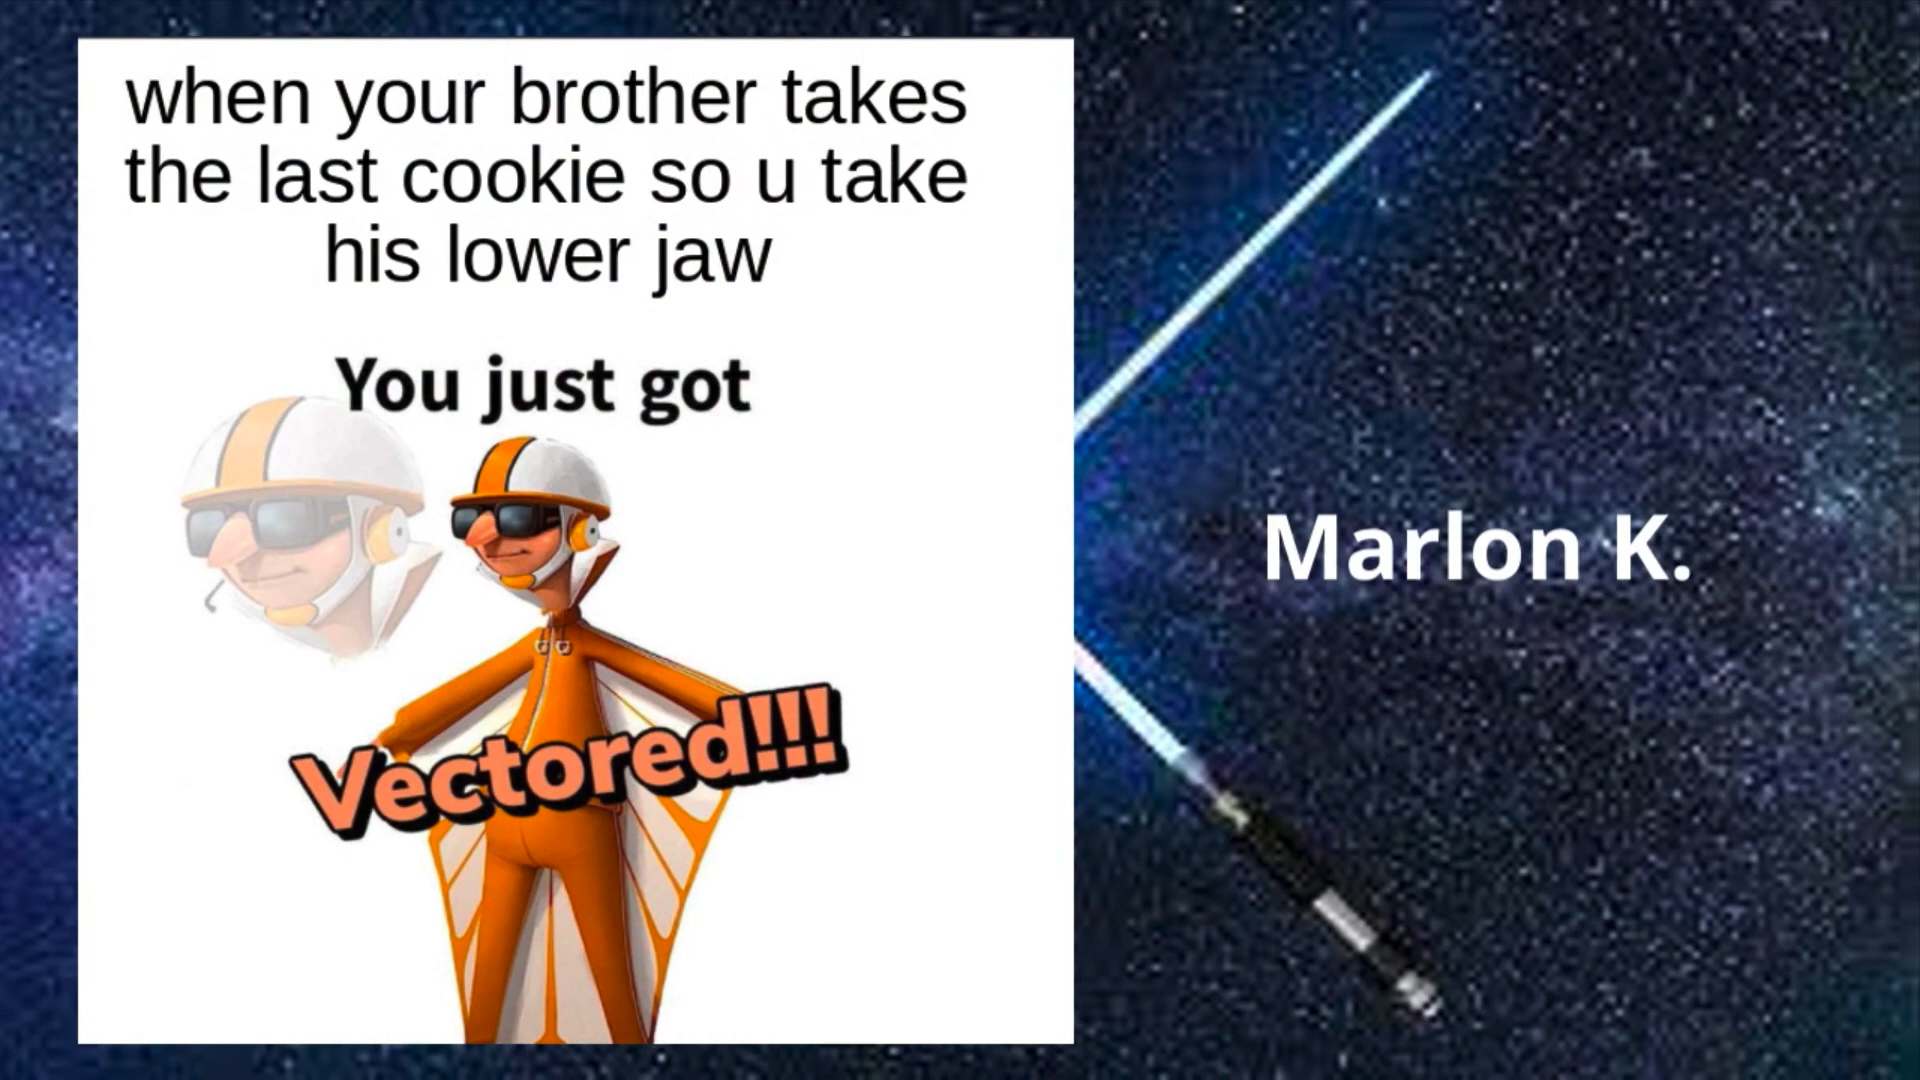 when your brother takes
the last cookie so u take
his lower jaw
You just got
Vectored!!!
Marlon K.